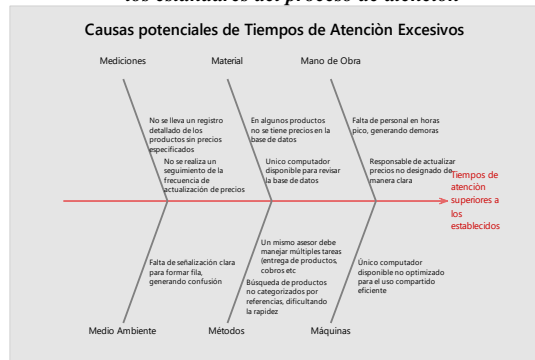 los estándares del proceso de atención
Causas potenciales de Tiempos de Atenciòn Excesivos
Mediciones
Material
Mano de Obra
No se lleva un registro
detallado de los
productos sin precios
especificados
No se realiza un
seguimiento de la
frecuencia de
actualización de precios
En algunos productos
no se tiene precios en la
base de datos
Unico computador
disponible para revisar
la base de datos
Falta de personal en horas
pico, generando demoras
Responsable de actualizar
precios no designado de
manera clara
Tiempos de
atenciòn
superiores a
los
establecidos
Falta de señalización clara
para formar fila,
generando confusión
Un mismo asesor debe
manejar múltiples tareas
(entrega de productos,
cobros etc
Búsqueda de productos
no categorizados por
referencias, dificultando
la rapidez
Único computador
disponible no optimizado
para el uso compartido
eficiente
Medio Ambiente
Métodos
Máquinas